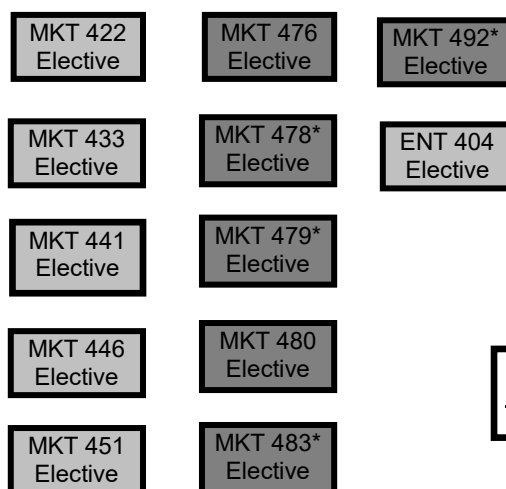 MKT 422
Elective
MKT 476
Elective
MKT 492*
Elective
MKT 433
Elective
MKT 478*
Elective
ENT 404
Elective
MKT 441
Elective
MKT 479*
Elective
MKT 446
Elective
MKT 480
Elective
MKT 451
Elective
MKT 483*
Elective